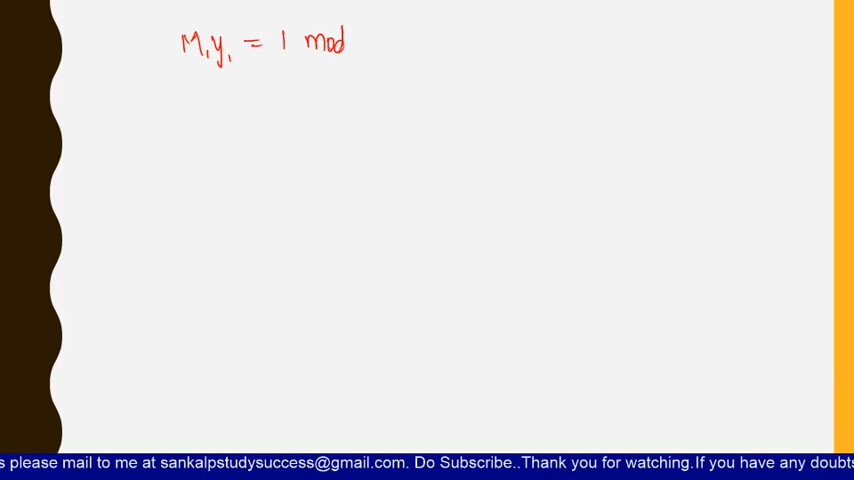 M₁y₁ = 1 mod
s please mail to me at sankalpstudysuccess@gmail.com. Do Subscribe..Thank you for watching.If you have any doubts